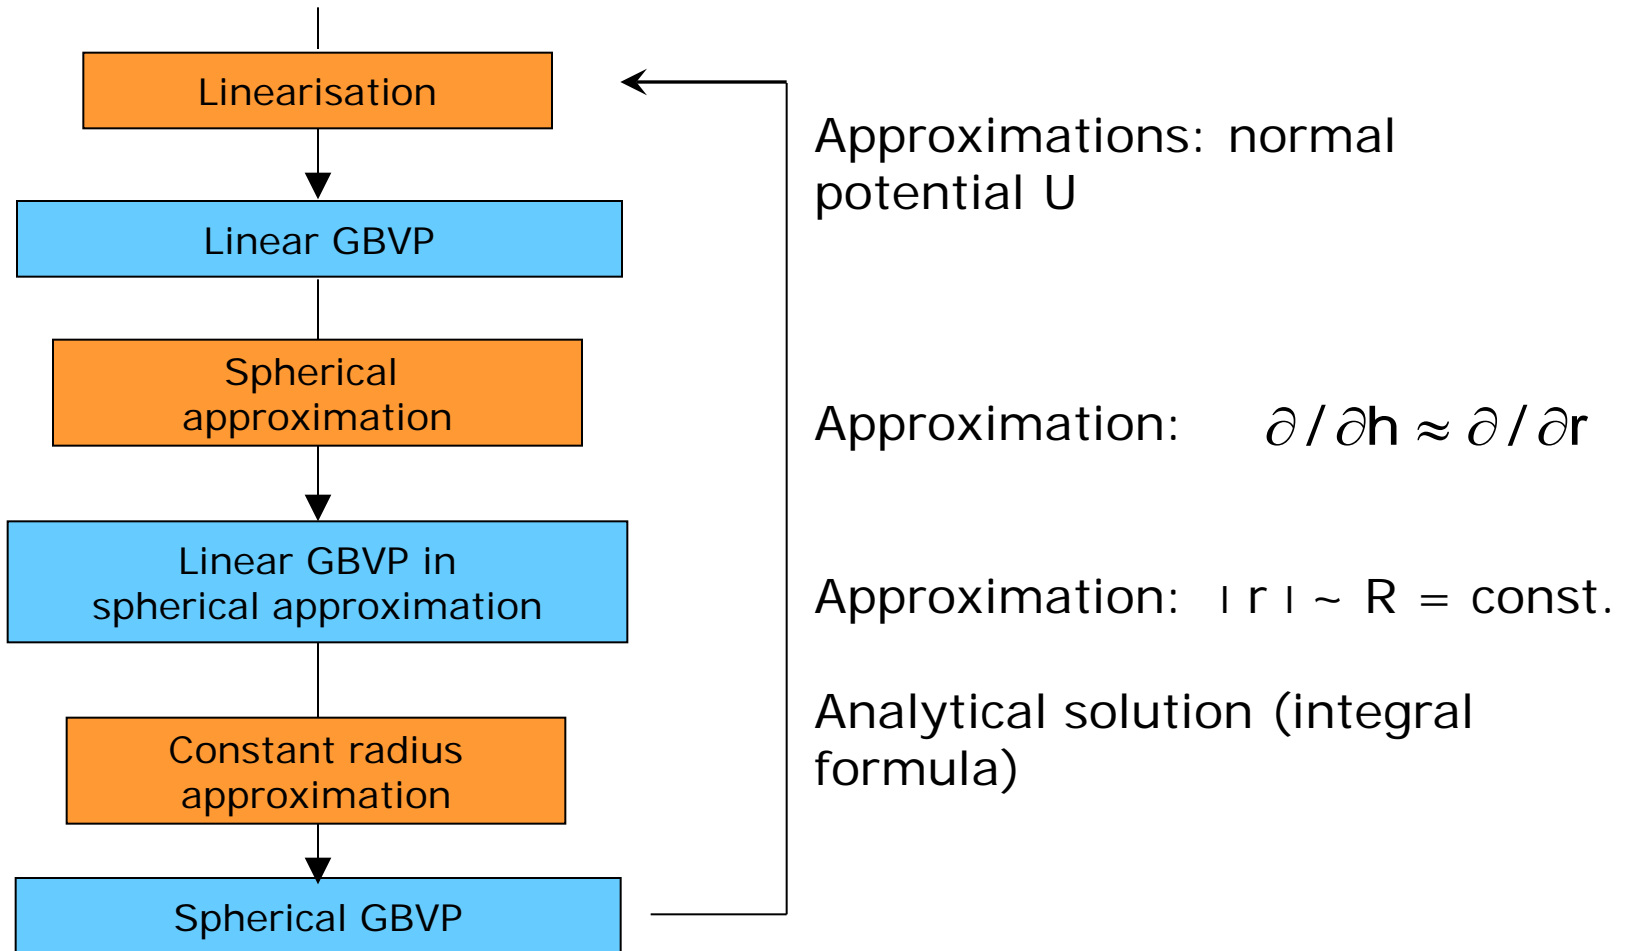 Linearisation
Linear GBVP
Spherical
approximation
Linear GBVP in
spherical approximation
Constant radius
approximation
Spherical GBVP
Approximations: normal
potential U
Approximation: ∂/∂h ≈ ∂/∂r
Approximation: | r | ~ R = const.
Analytical solution (integral
formula)